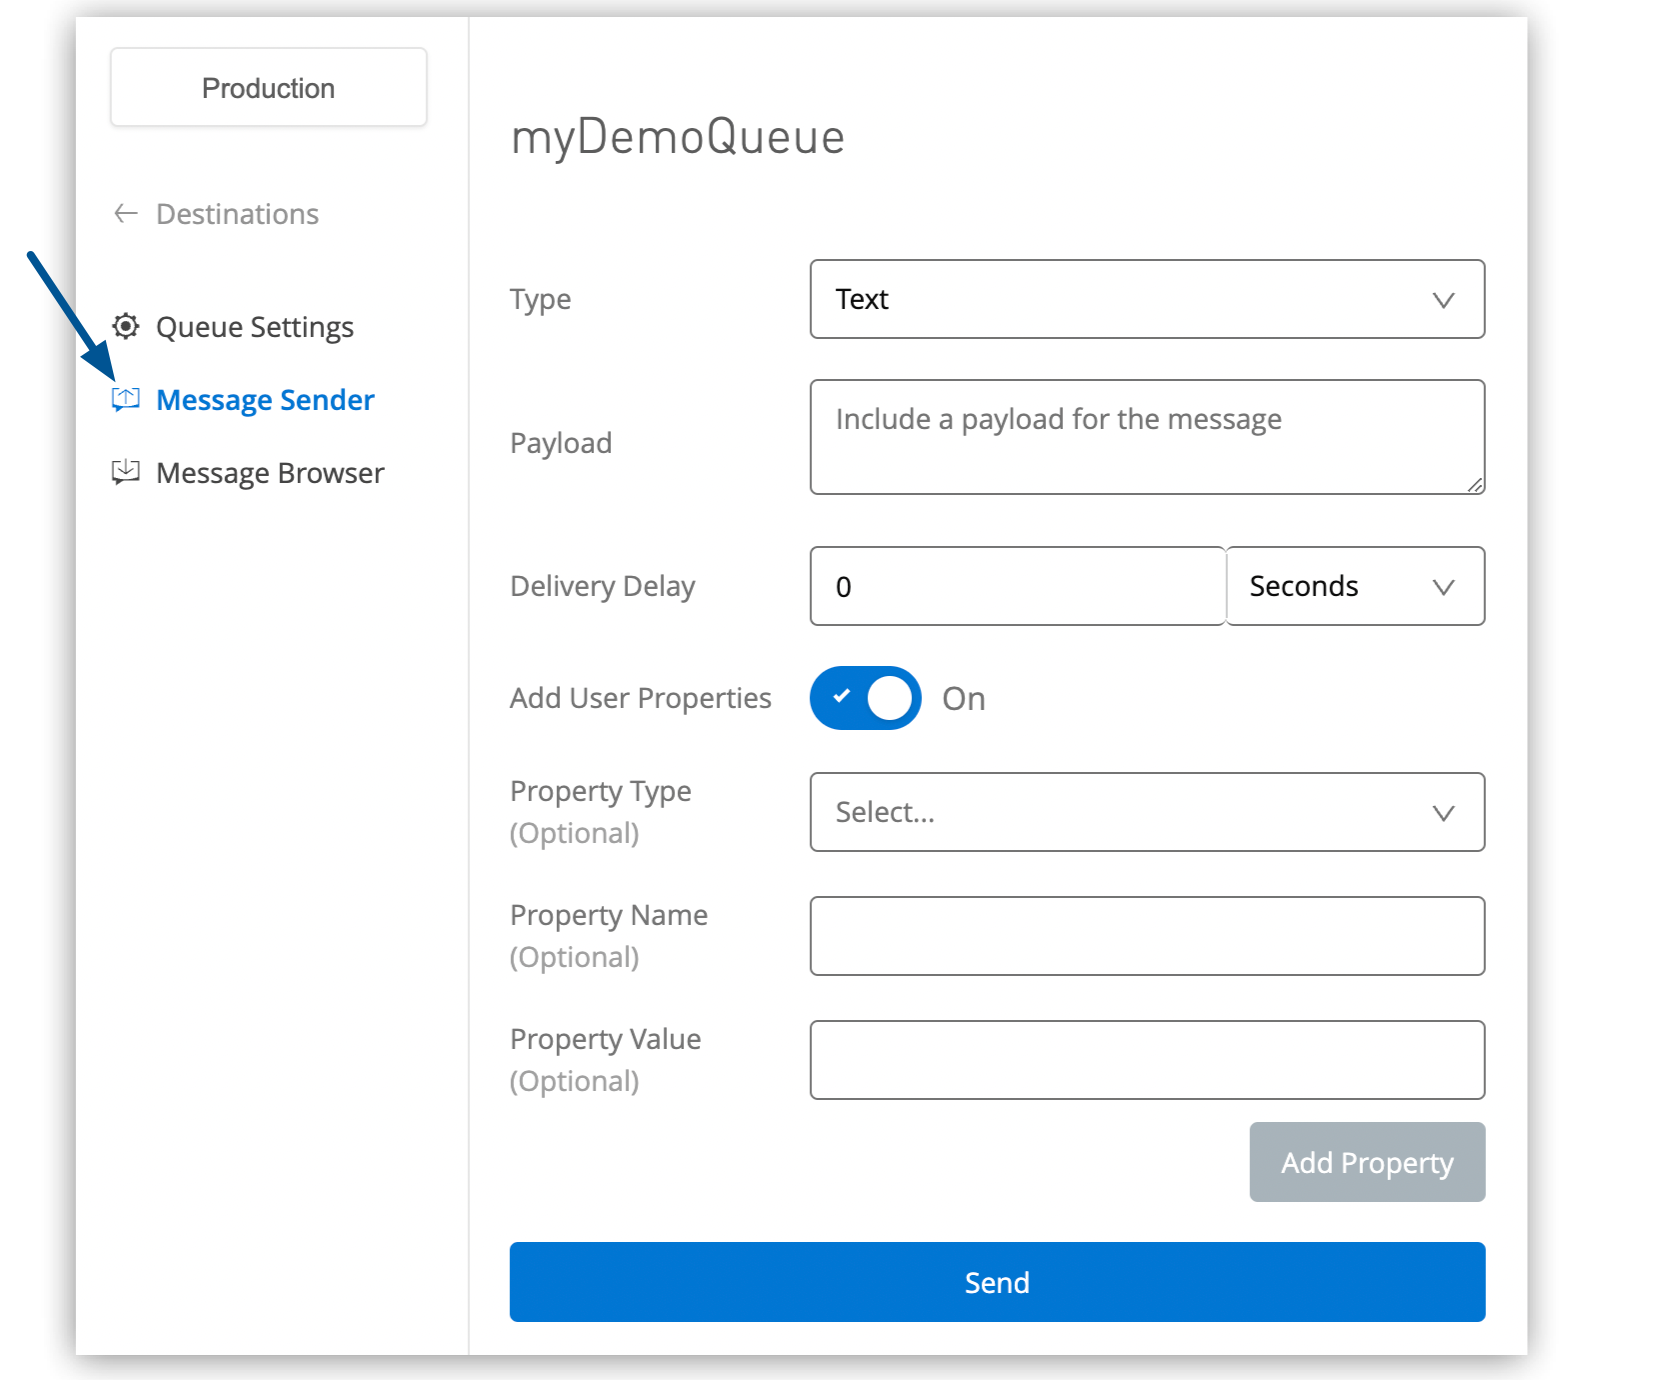 Production
Destinations
Queue Settings
Message Sender
Message Browser
myDemoQueue
Type
Text
Payload
Include a payload for the message
Delivery Delay
0
Seconds
Add User Properties
On
Property Type
(Optional)
Select...
Property Name
(Optional)
Property Value
(Optional)
Add Property
Send